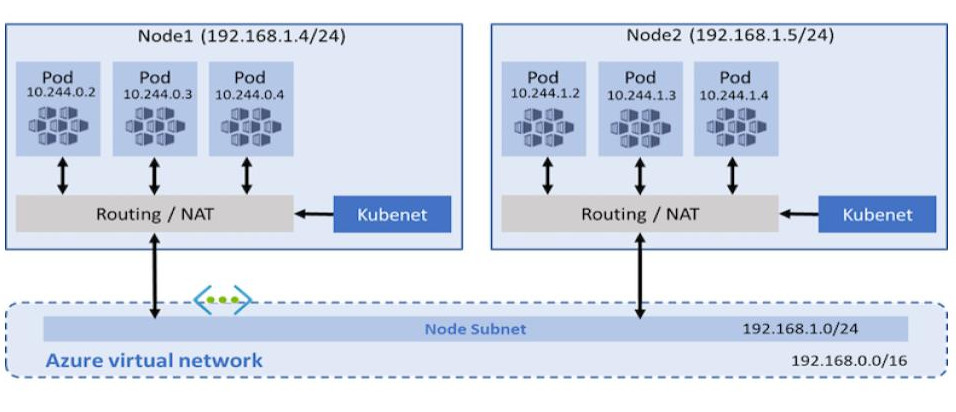 Node1 (192.168.1.4/24)
Pod
10.244.0.2
Pod
10.244.0.3
Pod
10.244.0.4
Routing / NAT
Kubenet
Node2 (192.168.1.5/24)
Pod
10.244.1.2
Pod
10.244.1.3
Pod
10.244.1.4
Routing / NAT
Kubenet
Node Subnet
192.168.1.0/24
Azure virtual network
192.168.0.0/16